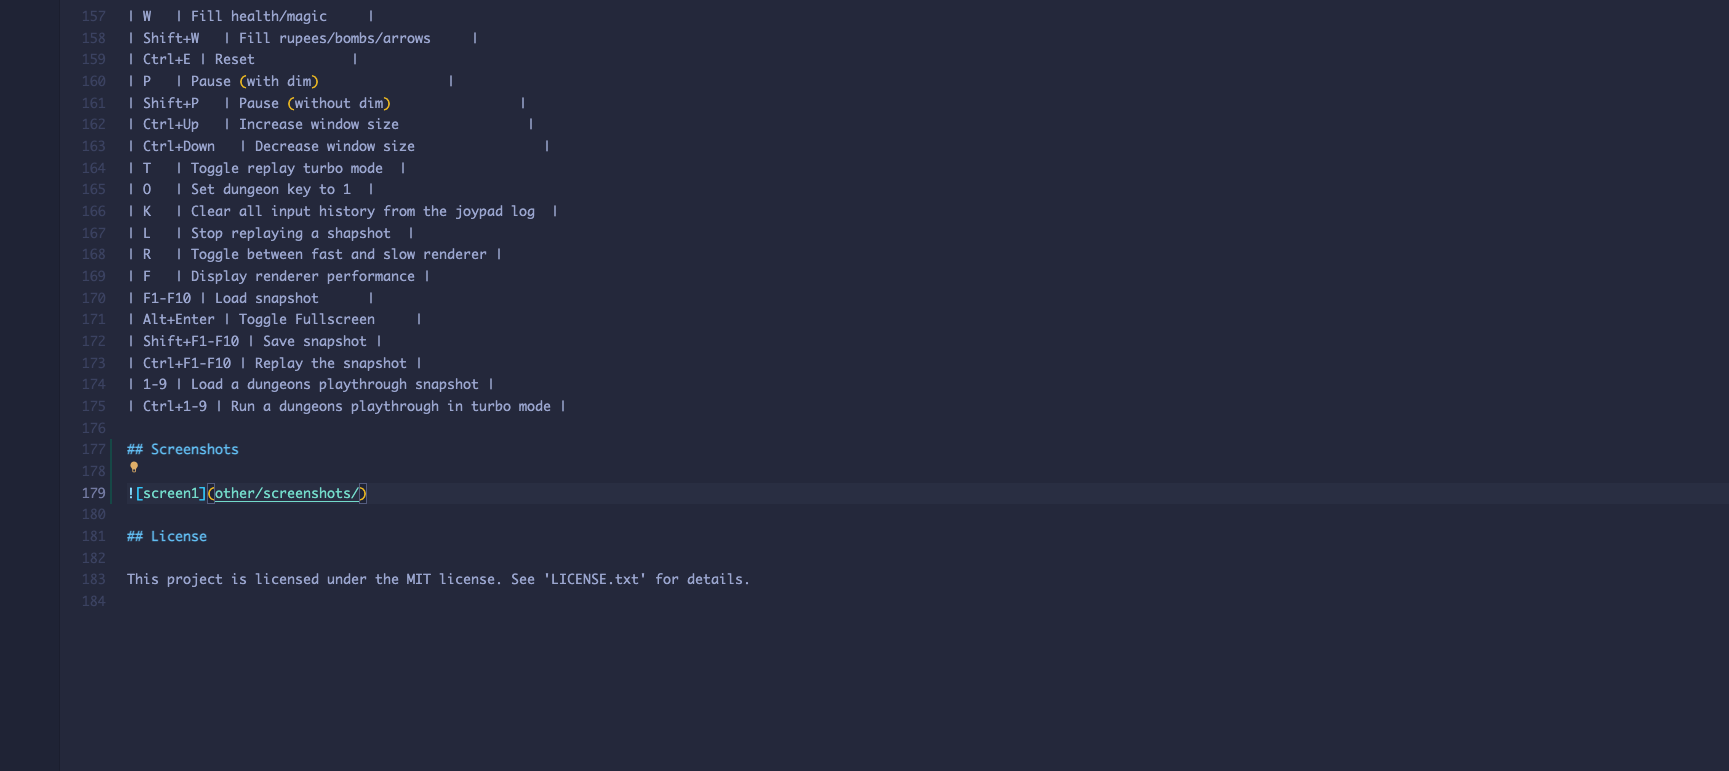 157 | W   | Fill health/magic     |
158 | Shift+W   | Fill rupees/bombs/arrows     |
159 | Ctrl+E | Reset            |
160 | P   | Pause (with dim)                |
161 | Shift+P   | Pause (without dim)                |
162 | Ctrl+Up   | Increase window size                |
163 | Ctrl+Down   | Decrease window size                |
164 | T   | Toggle replay turbo mode  |
165 | O   | Set dungeon key to 1  |
166 | K   | Clear all input history from the joypad log  |
167 | L   | Stop replaying a shapshot  |
168 | R   | Toggle between fast and slow renderer |
169 | F   | Display renderer performance |
170 | F1-F10 | Load snapshot      |
171 | Alt+Enter | Toggle Fullscreen     |
172 | Shift+F1-F10 | Save snapshot |
173 | Ctrl+F1-F10 | Replay the snapshot |
174 | 1-9 | Load a dungeons playthrough snapshot |
175 | Ctrl+1-9 | Run a dungeons playthrough in turbo mode |
176
177 ## Screenshots
178
179 ![screen1](other/screenshots/)
180
181 ## License
182
183 This project is licensed under the MIT license. See 'LICENSE.txt' for details.
184